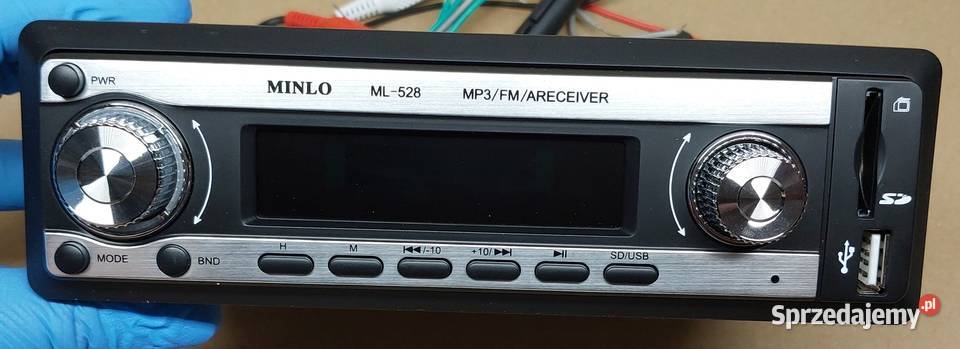 PWR
MINLO ML-528 MP3/FM/ARECEIVER
SD
H M ⏮/-10 +10/⏭ ⏯ SD/USB
MODE
BND
Sprzedajemy.pl